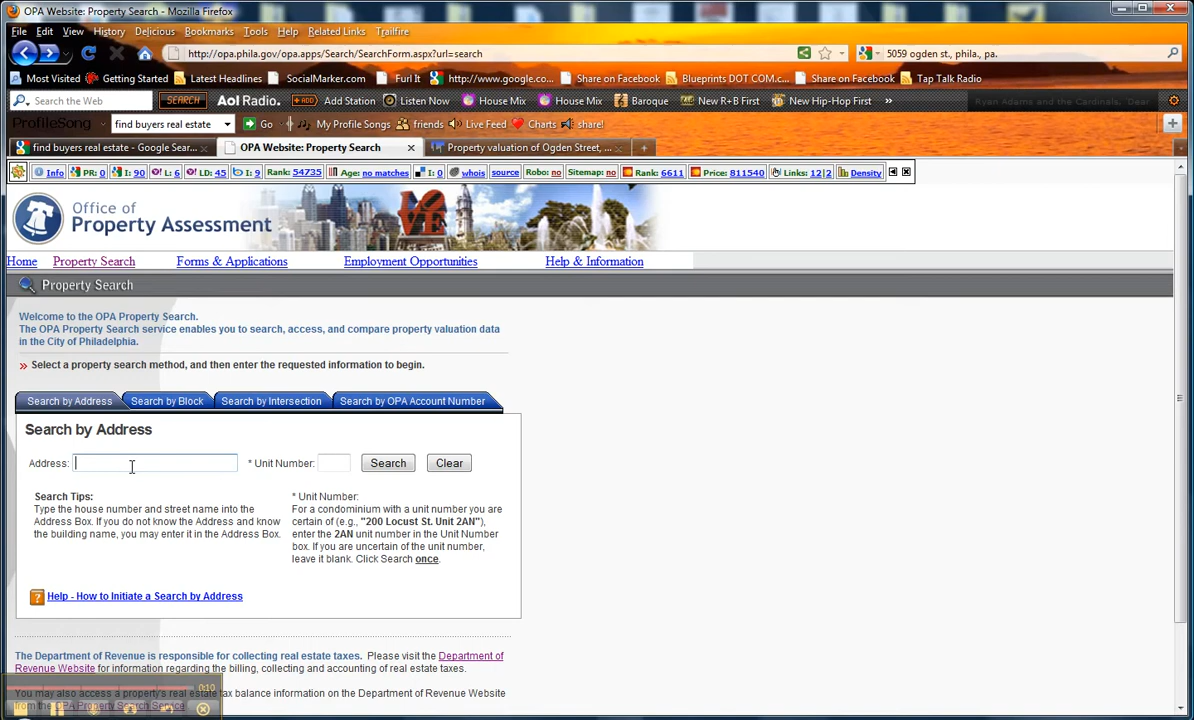 OPA Website: Property Search - Mozilla Firefox
File Edit View History Delicious Bookmarks Tools Help Related Links Trailfire
http://opa.phila.gov/opa.apps/Search/SearchForm.aspx?url=search 5059 ogden st., phila., pa.
Most Visited Getting Started Latest Headlines SocialMarker.com Furl It http://www.google.co... Share on Facebook Blueprints DOT COM.c... Share on Facebook Tap Talk Radio
Search the Web SEARCH Aol Radio. ADD Add Station Listen Now House Mix House Mix Baroque New R+B First New Hip-Hop First » Ryan Adams and the Cardinals, Dear
ProfileSong find buyers real estate Go My Profile Songs friends Live Feed Charts share!
find buyers real estate - Google Sear... OPA Website: Property Search Property valuation of Ogden Street, ...
Info PR: 0 I: 90 L: 6 LD: 45 I: 9 Rank: 54735 Age: no matches I: 0 whois source Robo: no Sitemap: no Rank: 6611 Price: 811540 Links: 12|2 Density
Office of
Property Assessment
LOVE
Home Property Search Forms & Applications Employment Opportunities Help & Information
Property Search
Welcome to the OPA Property Search.
The OPA Property Search service enables you to search, access, and compare property valuation data
in the City of Philadelphia.
» Select a property search method, and then enter the requested information to begin.
Search by Address Search by Block Search by Intersection Search by OPA Account Number
Search by Address
Address: * Unit Number: Search Clear
Search Tips:
Type the house number and street name into the
Address Box. If you do not know the Address and know
the building name, you may enter it in the Address Box.
* Unit Number:
For a condominium with a unit number you are
certain of (e.g., "200 Locust St. Unit 2AN"),
enter the 2AN unit number in the Unit Number
box. If you are uncertain of the unit number,
leave it blank. Click Search once.
? Help - How to Initiate a Search by Address
The Department of Revenue is responsible for collecting real estate taxes. Please visit the Department of
Revenue Website for information regarding the billing, collecting and accounting of real estate taxes.
You may also access a property's real estate tax balance information on the Department of Revenue Website
from the OPA Property Search Service.
0:10